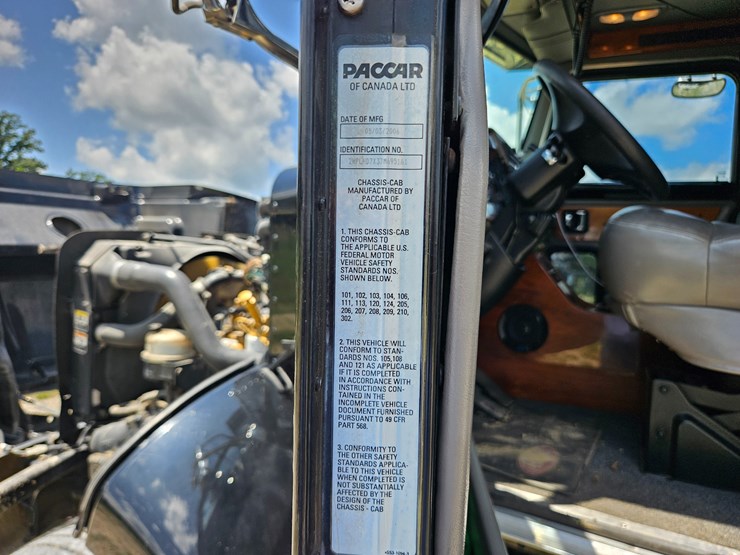 PACCAR
OF CANADA LTD
DATE OF MFG
IDENTIFICATION NO.
CHASSIS-CAB
MANUFACTURED BY
PACCAR OF
CANADA LTD
1. THIS CHASSIS-CAB
CONFORMS TO
THE APPLICABLE U.S.
FEDERAL MOTOR
VEHICLE SAFETY
STANDARDS NOS.
SHOWN BELOW.
101, 102, 103, 104, 106,
111, 113, 120, 124, 205,
206, 207, 208, 209, 210,
302.
2. THIS VEHICLE WILL
CONFORM TO STAN-
DARDS NOS. 105,108
AND 121 AS APPLICABLE
IF IT IS COMPLETED
IN ACCORDANCE WITH
INSTRUCTIONS CON-
TAINED IN THE
INCOMPLETE VEHICLE
DOCUMENT FURNISHED
PURSUANT TO 49 CFR
PART 568.
3. CONFORMITY TO
THE OTHER SAFETY
STANDARDS APPLICA-
BLE TO THIS VEHICLE
WHEN COMPLETED IS
NOT SUBSTANTIALLY
AFFECTED BY THE
DESIGN OF THE
CHASSIS - CAB